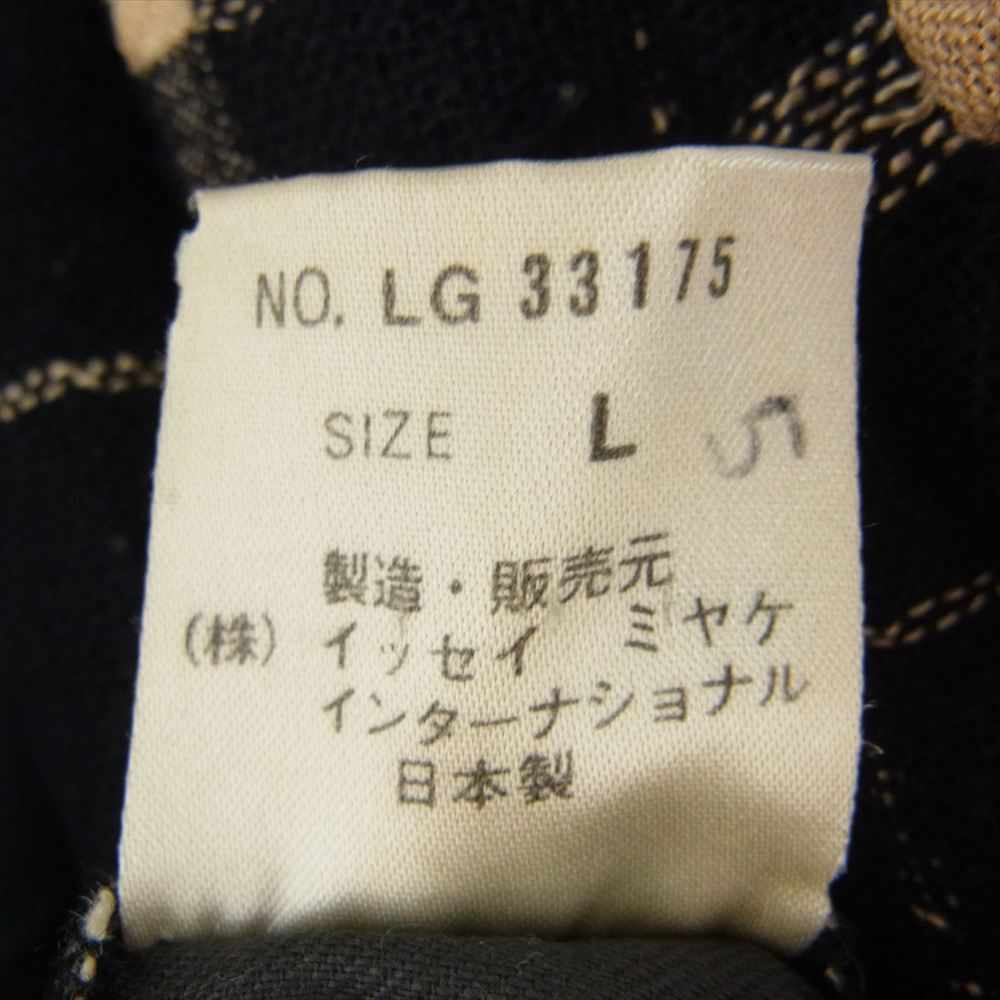 NO. LG 33175
SIZE L 5
製造・販売元
(株) イッセイ ミヤケ
インターナショナル
日本製